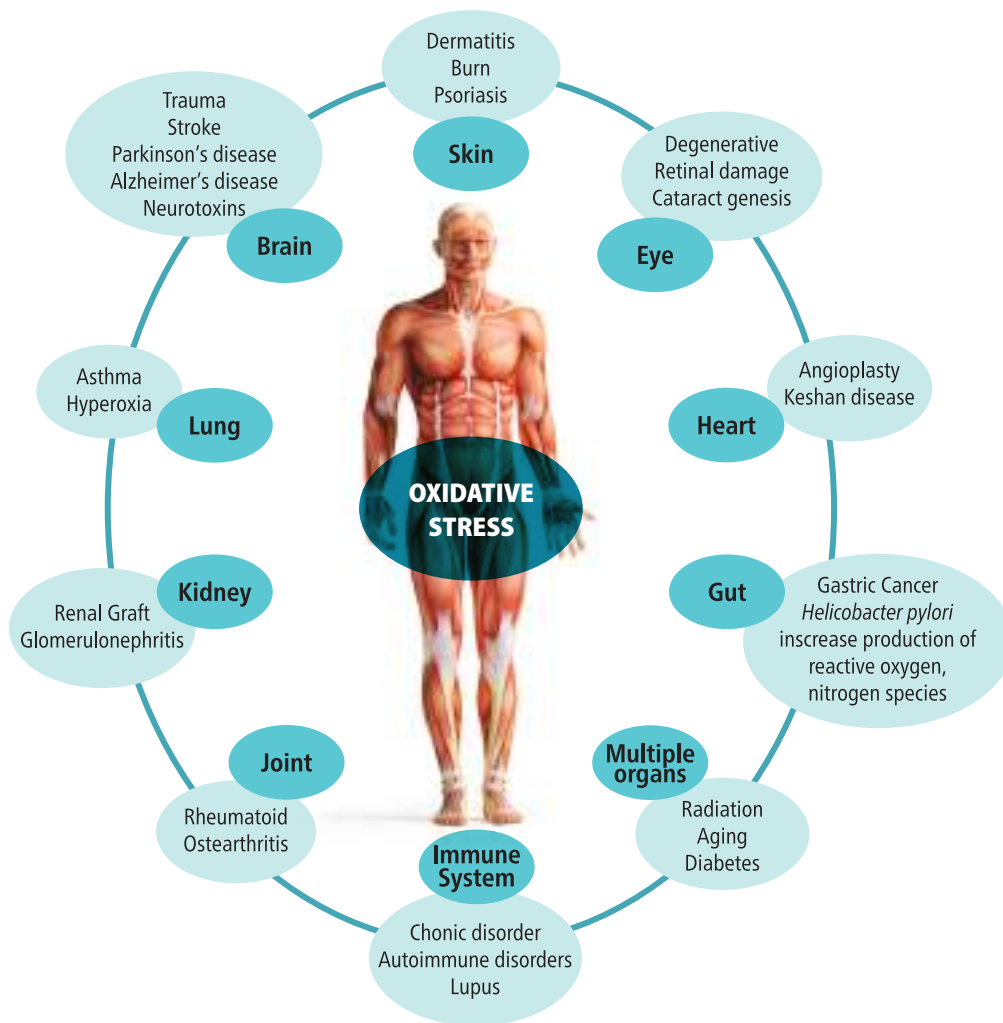 Dermatitis
Burn
Psoriasis
Skin
Degenerative
Retinal damage
Cataract genesis
Eye
Angioplasty
Keshan disease
Heart
Gastric Cancer
Helicobacter pylori
inscrease production of
reactive oxygen,
nitrogen species
Gut
Multiple
organs
Radiation
Aging
Diabetes
Immune
System
Chonic disorder
Autoimmune disorders
Lupus
Joint
Rheumatoid
Ostearthritis
Kidney
Renal Graft
Glomerulonephritis
Asthma
Hyperoxia
Lung
Trauma
Stroke
Parkinson's disease
Alzheimer's disease
Neurotoxins
Brain
OXIDATIVE
STRESS